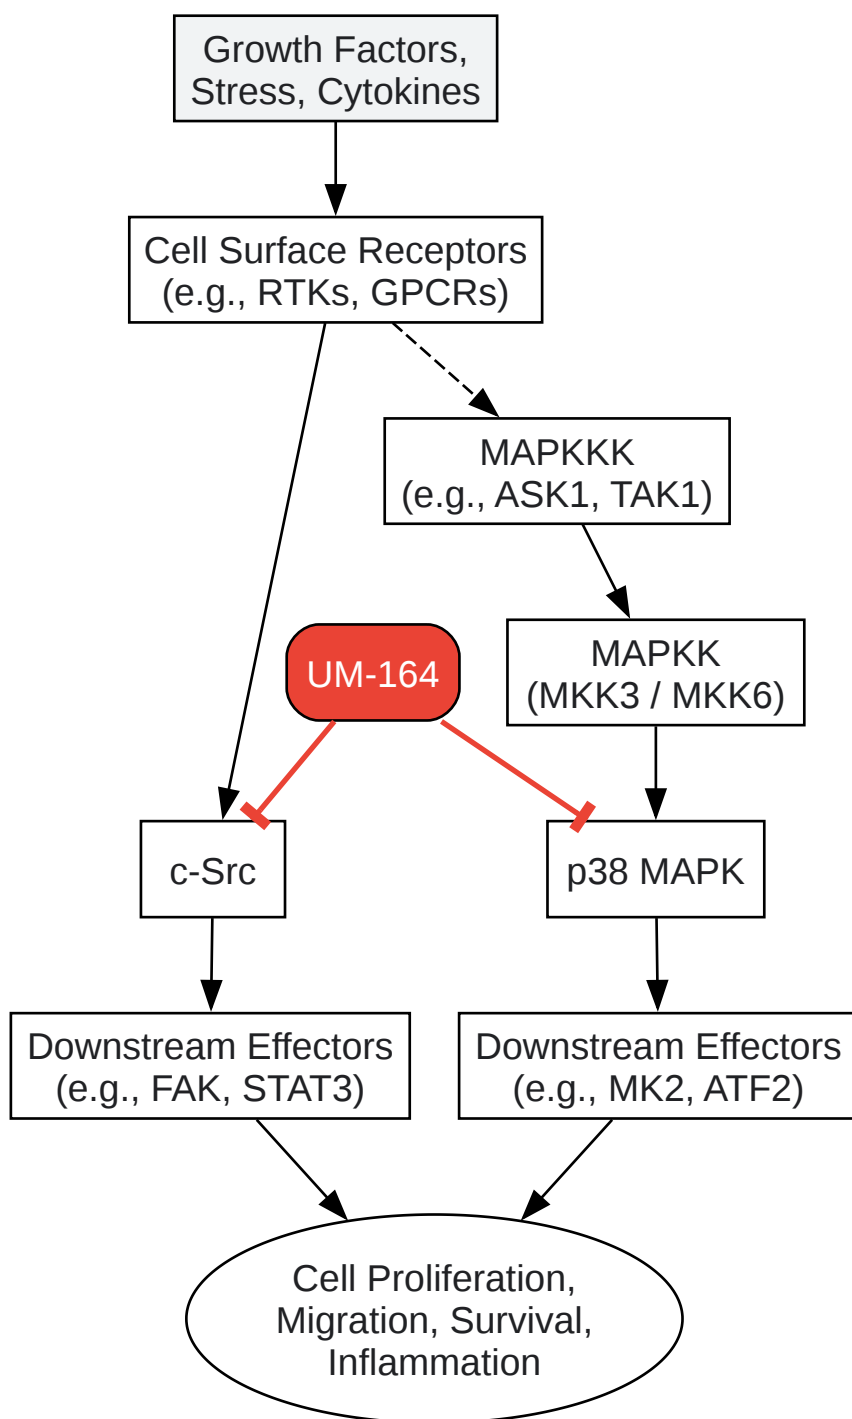 Growth Factors,
Stress, Cytokines
Cell Surface Receptors
(e.g., RTKs, GPCRs)
MAPKKK
(e.g., ASK1, TAK1)
MAPKK
(MKK3 / MKK6)
UM-164
c-Src
p38 MAPK
Downstream Effectors
(e.g., FAK, STAT3)
Downstream Effectors
(e.g., MK2, ATF2)
Cell Proliferation,
Migration, Survival,
Inflammation